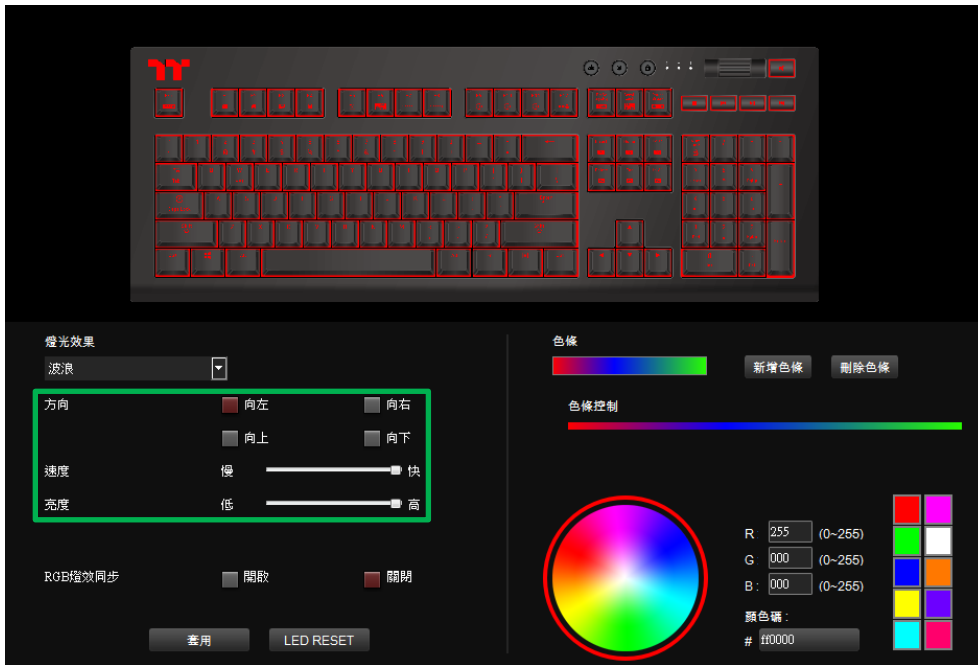 燈光效果
波浪
方向 向左 向右
向上 向下
速度 慢 快
亮度 低 高
RGB燈效同步 開啟 關閉
套用 LED RESET
色條
新增色條 刪除色條
色條控制
R 255 (0~255)
G 000 (0~255)
B: 000 (0~255)
顏色碼:
# ff0000